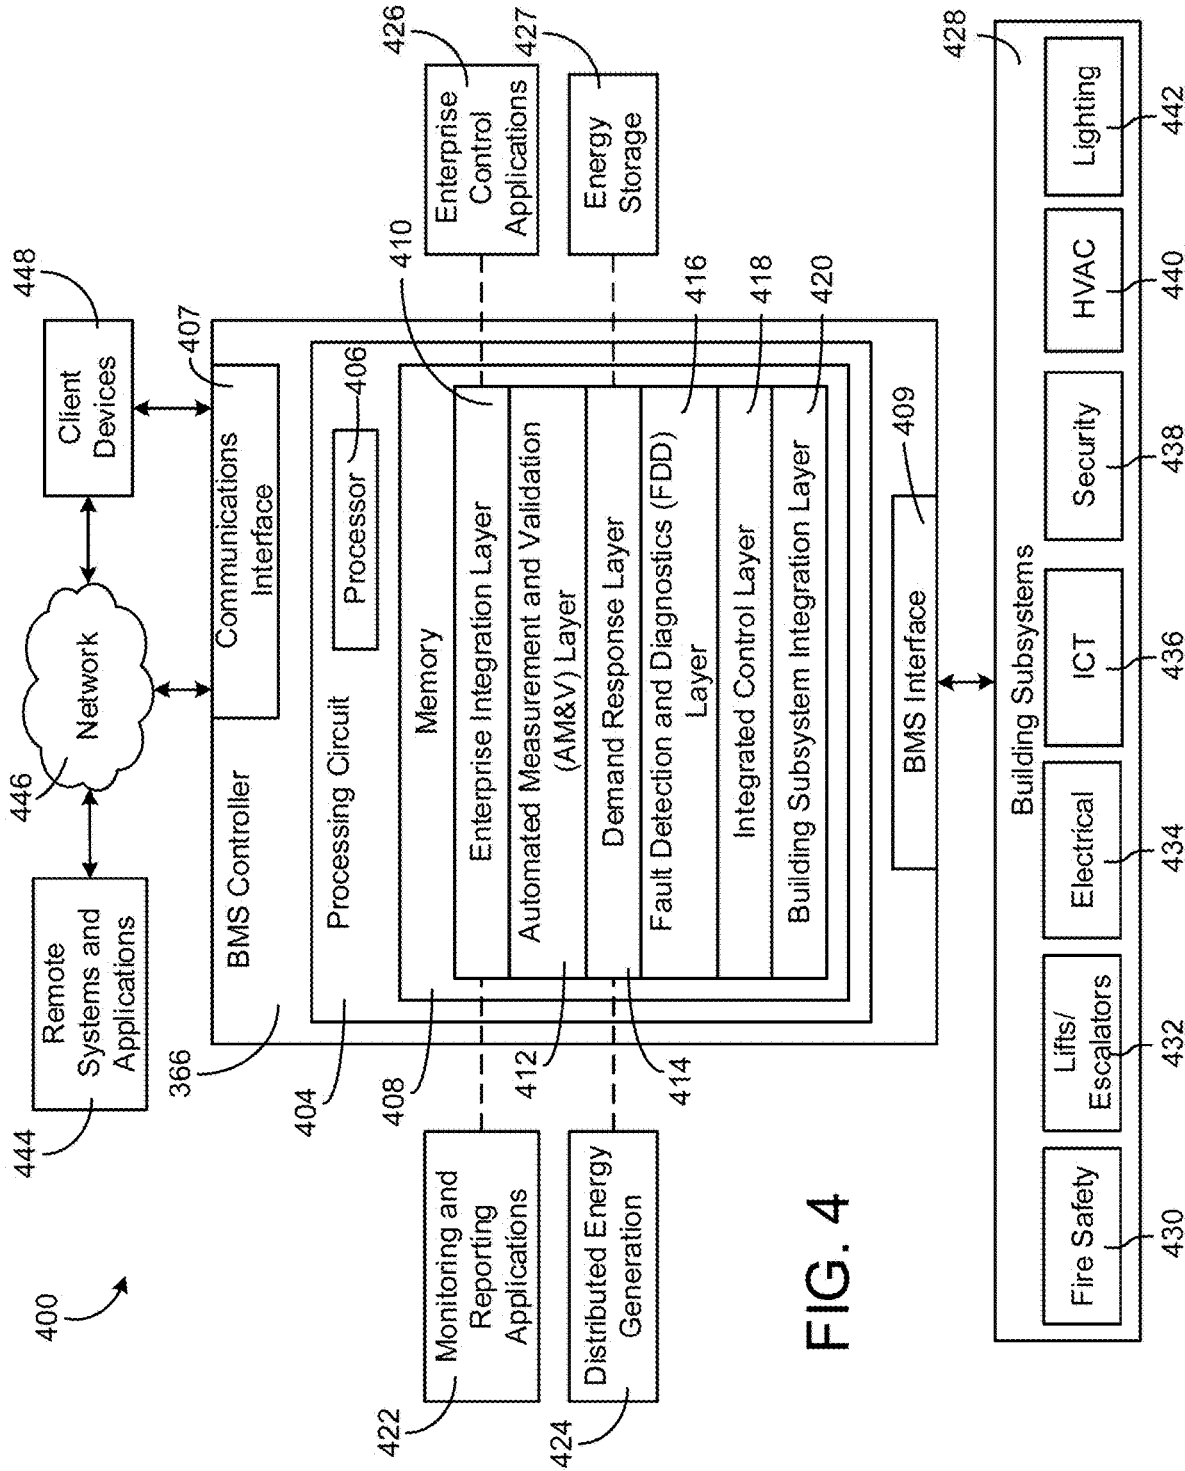 400
444
Remote
Systems and
Applications
446
Network
448
Client
Devices
366
BMS Controller
Communications
Interface
407
404
Processing Circuit
Processor
406
408
Memory
410
Enterprise Integration Layer
Automated Measurement and Validation
(AM&V) Layer
412
Demand Response Layer
414
Fault Detection and Diagnostics (FDD)
Layer
416
Integrated Control Layer
418
Building Subsystem Integration Layer
420
422
Monitoring and
Reporting
Applications
424
Distributed Energy
Generation
426
Enterprise
Control
Applications
427
Energy
Storage
BMS Interface
409
FIG. 4
Building Subsystems
428
Fire Safety
Lifts/
Escalators
Electrical
ICT
Security
HVAC
Lighting
430
432
434
436
438
440
442